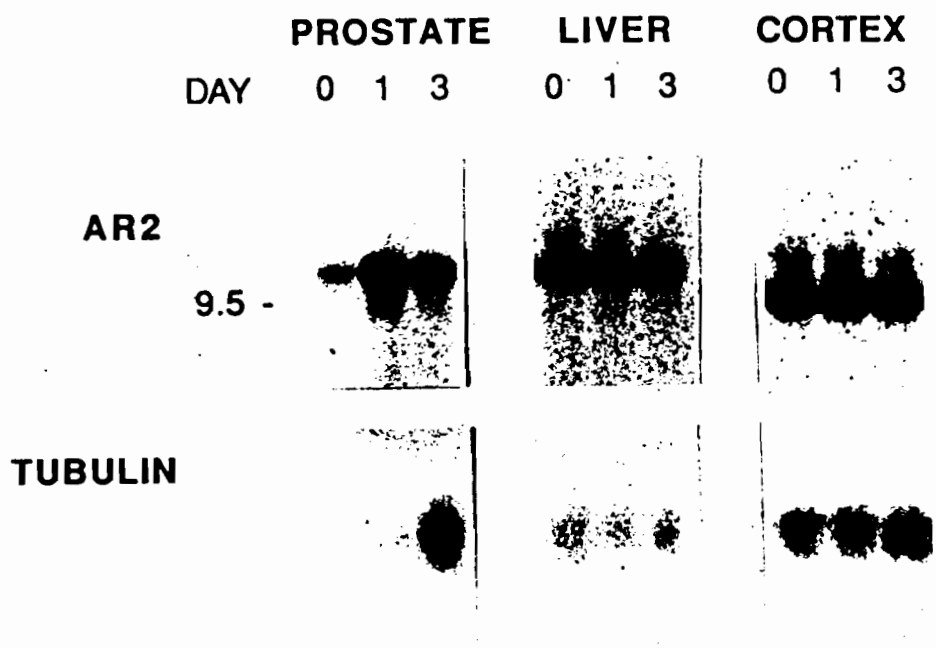 PROSTATE LIVER CORTEX
DAY 0 1 3 0 1 3 0 1 3
AR2
9.5 -
TUBULIN